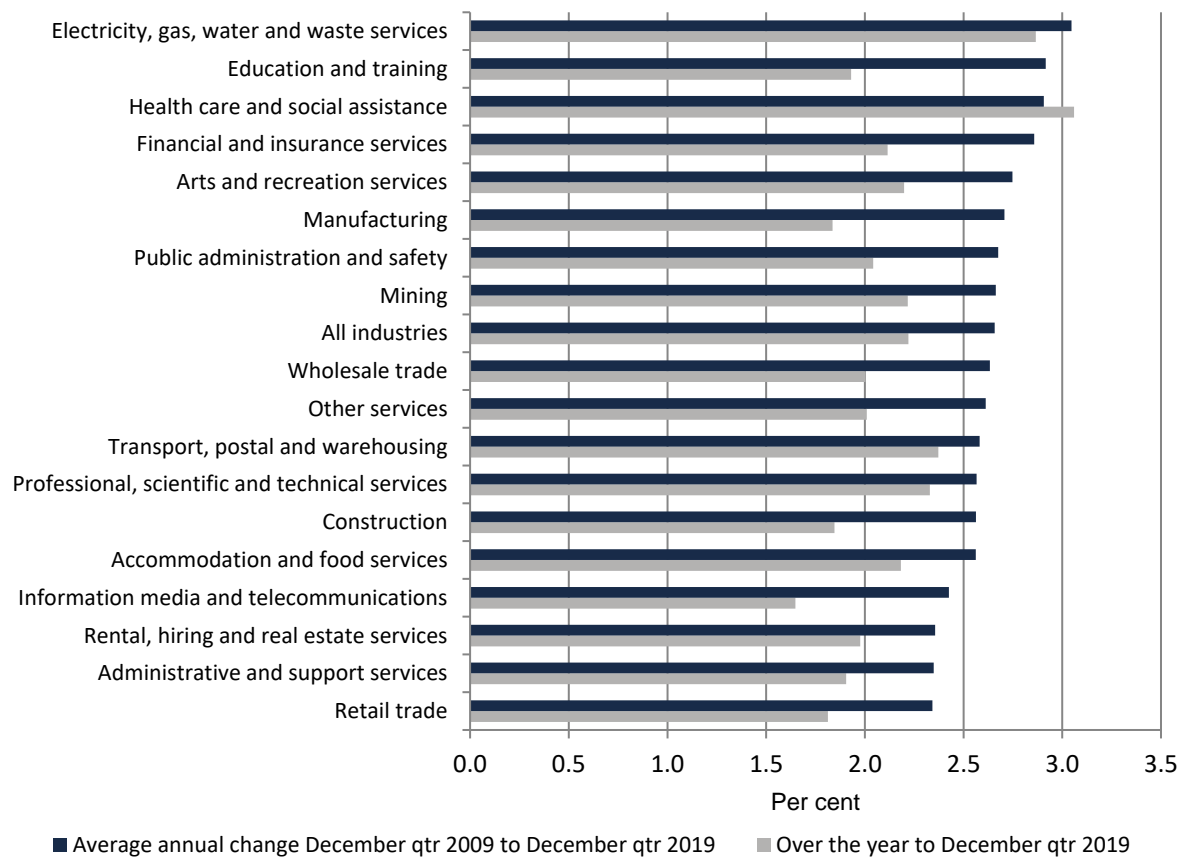 Electricity, gas, water and waste services
Education and training
Health care and social assistance
Financial and insurance services
Arts and recreation services
Manufacturing
Public administration and safety
Mining
All industries
Wholesale trade
Other services
Transport, postal and warehousing
Professional, scientific and technical services
Construction
Accommodation and food services
Information media and telecommunications
Rental, hiring and real estate services
Administrative and support services
Retail trade
0.0 0.5 1.0 1.5 2.0 2.5 3.0 3.5
Per cent
Average annual change December qtr 2009 to December qtr 2019 Over the year to December qtr 2019